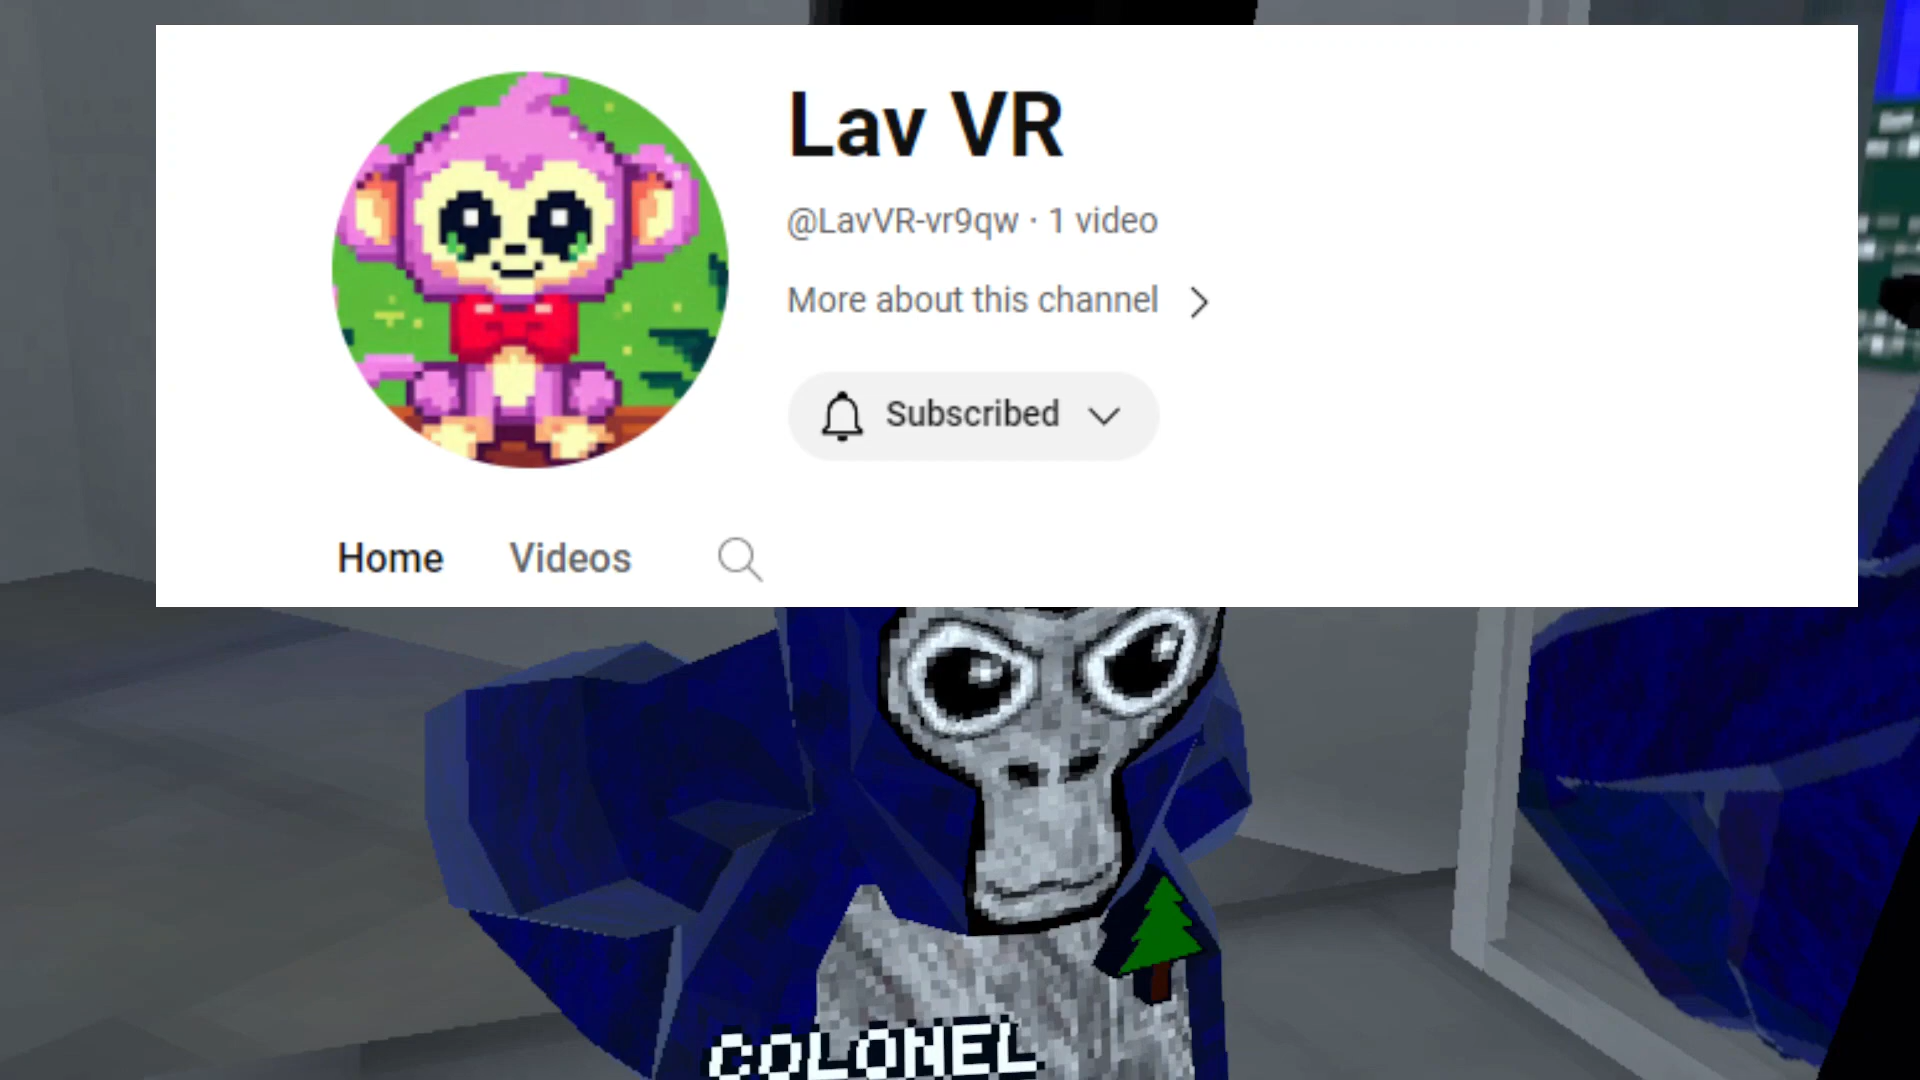 Lav VR
@LavVR-vr9qw · 1 video
More about this channel
Subscribed
Home Videos
COLONEL